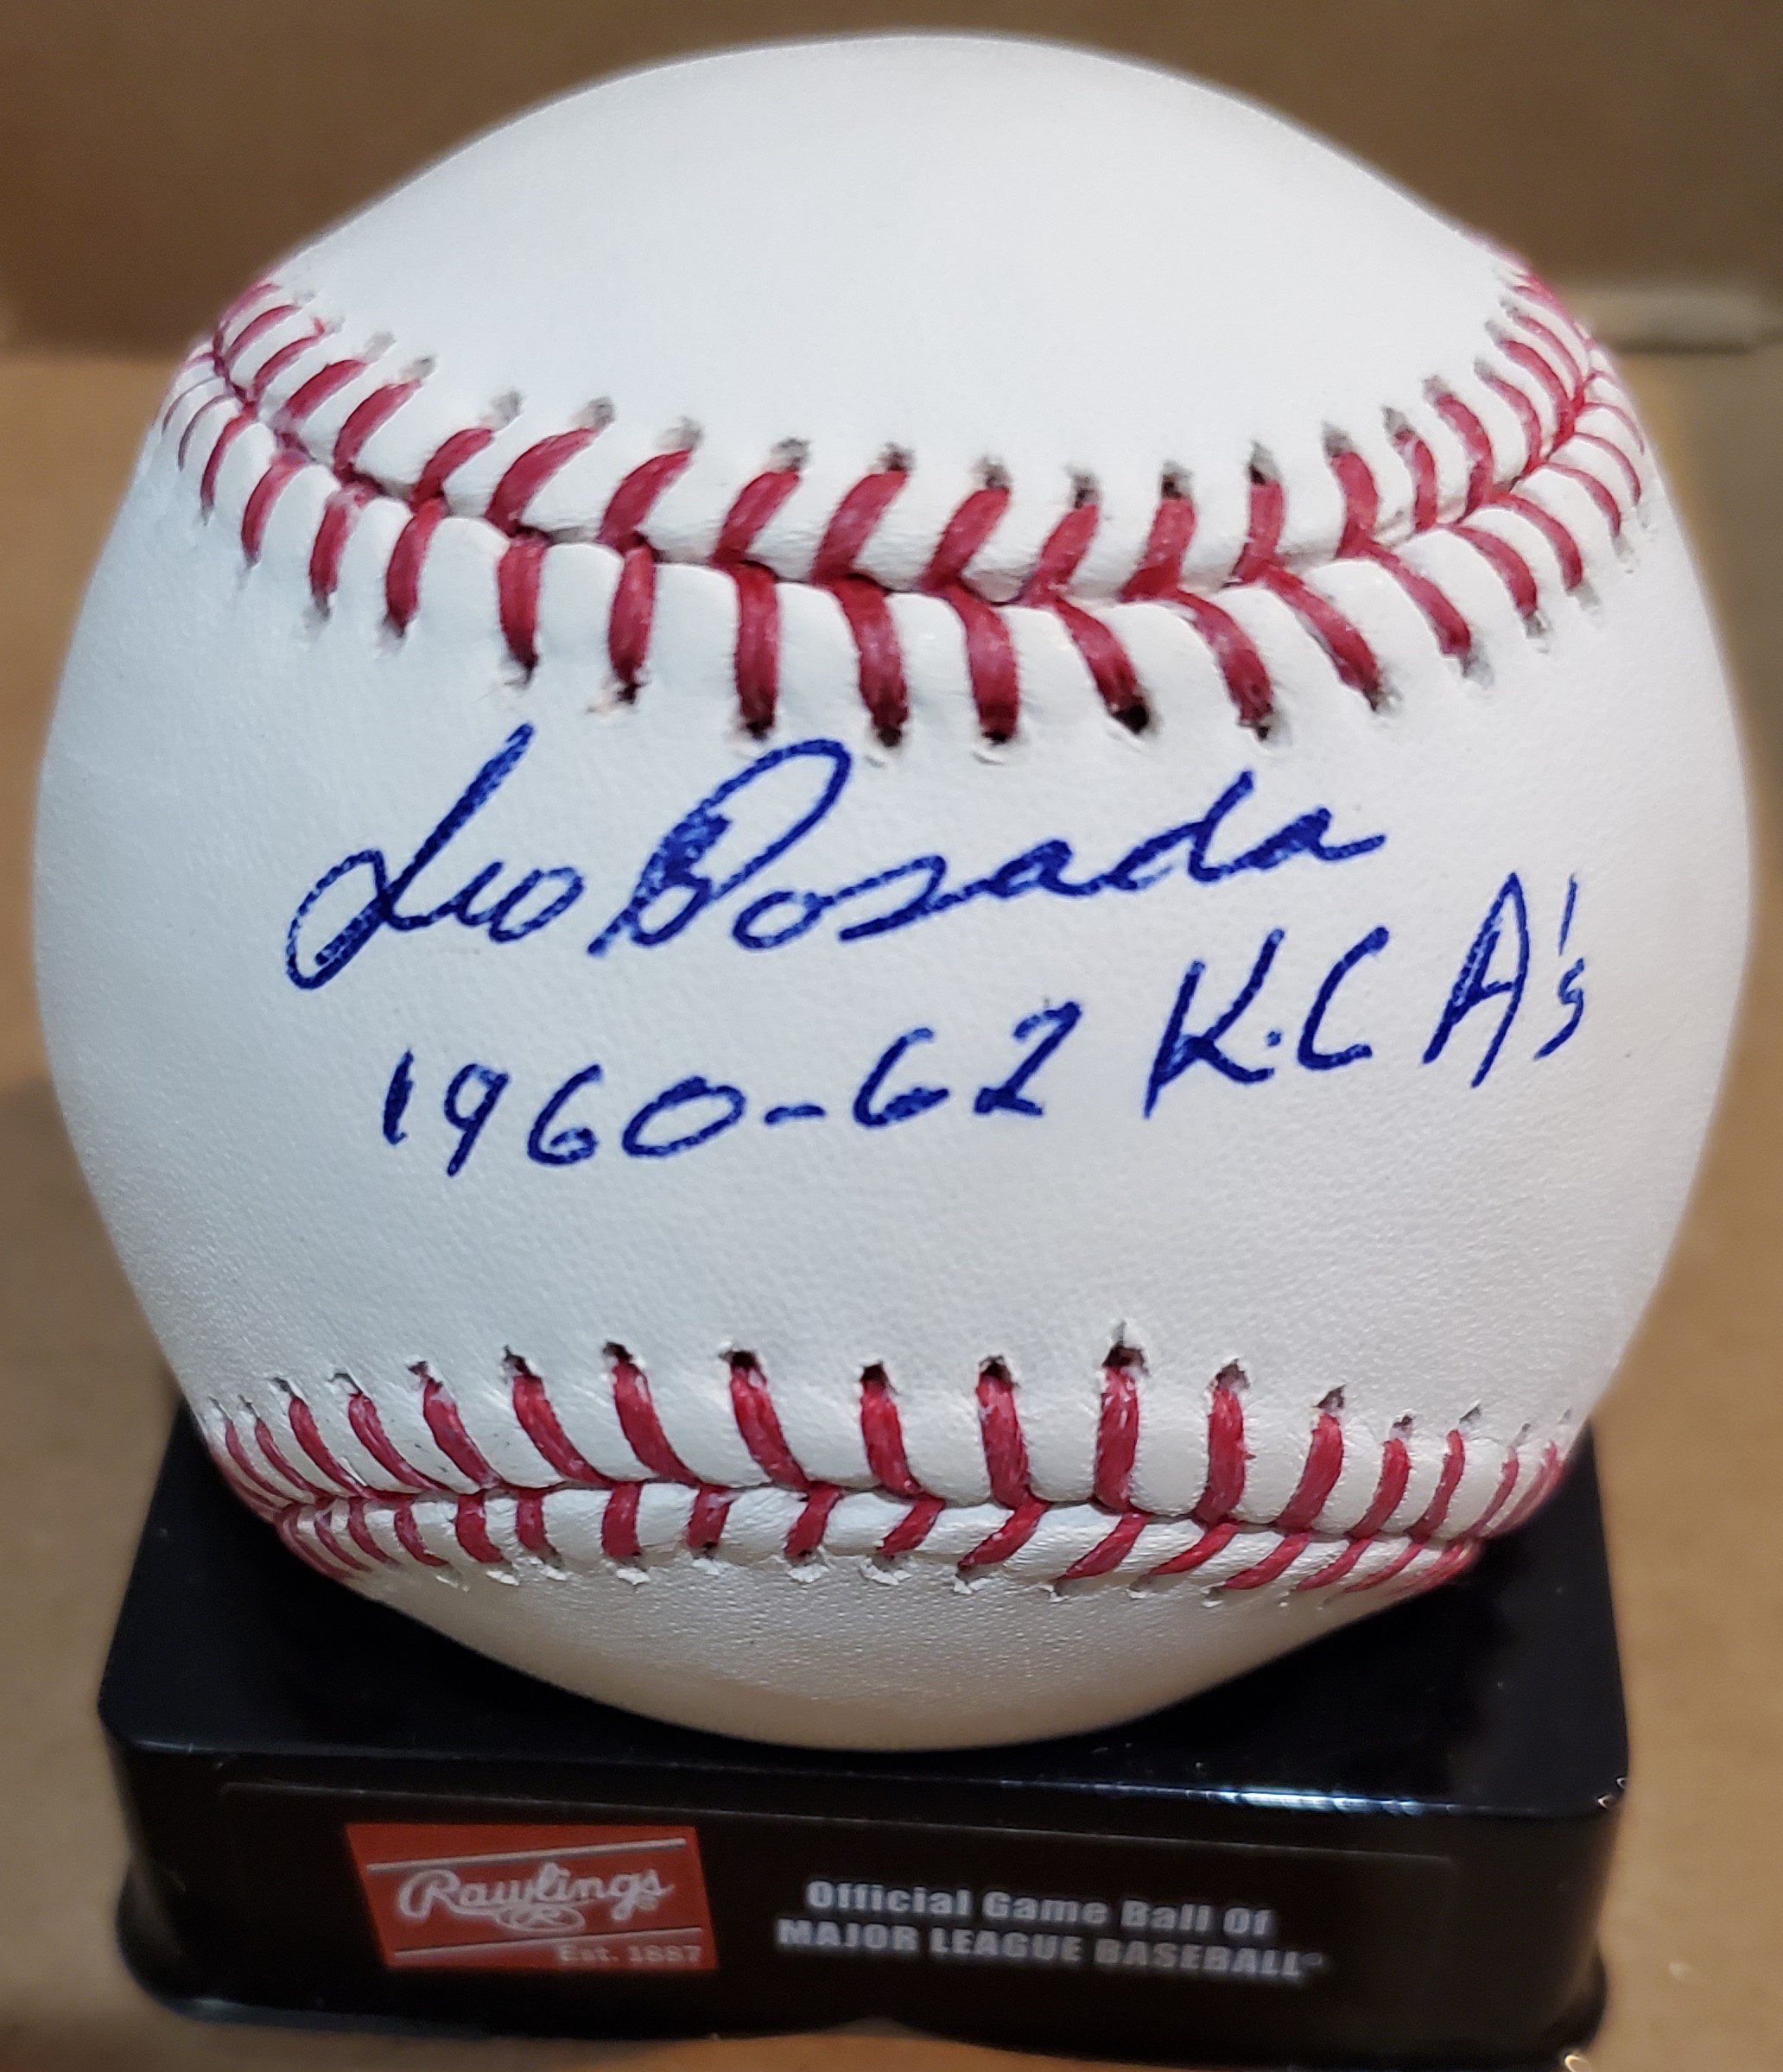 Leo Posada
1960-62 K.C A's
Rawlings
Est. 1887
Official Game Ball Of
MAJOR LEAGUE BASEBALL®